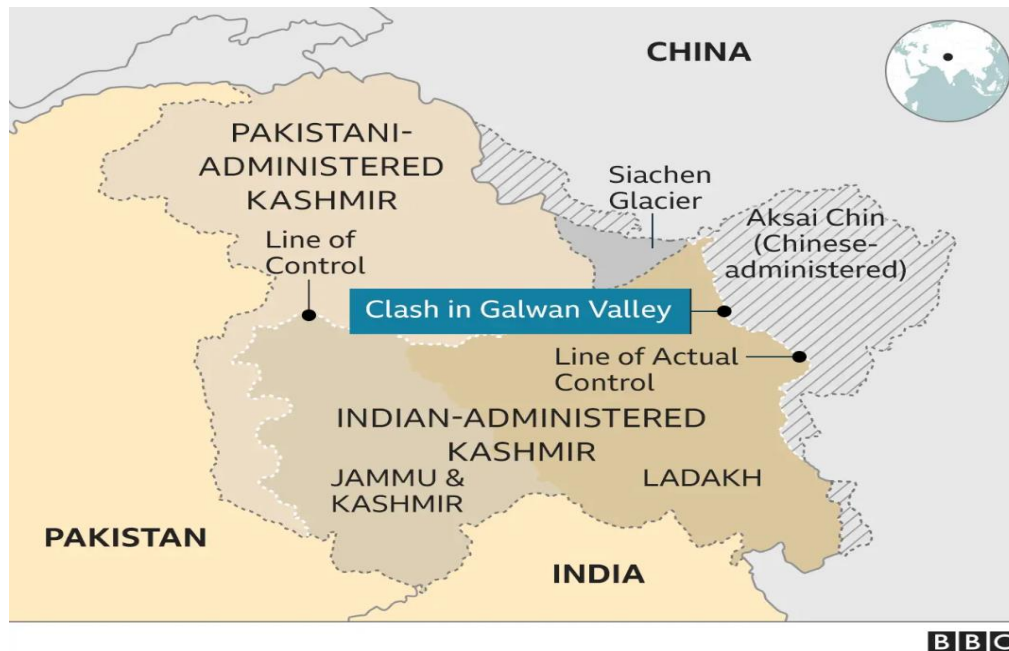 CHINA
PAKISTANI-
ADMINISTERED
KASHMIR
Siachen
Glacier
Aksai Chin
(Chinese-
administered)
Line of
Control
Clash in Galwan Valley
Line of Actual
Control
INDIAN-ADMINISTERED
KASHMIR
JAMMU &
KASHMIR
LADAKH
PAKISTAN
INDIA
BBC